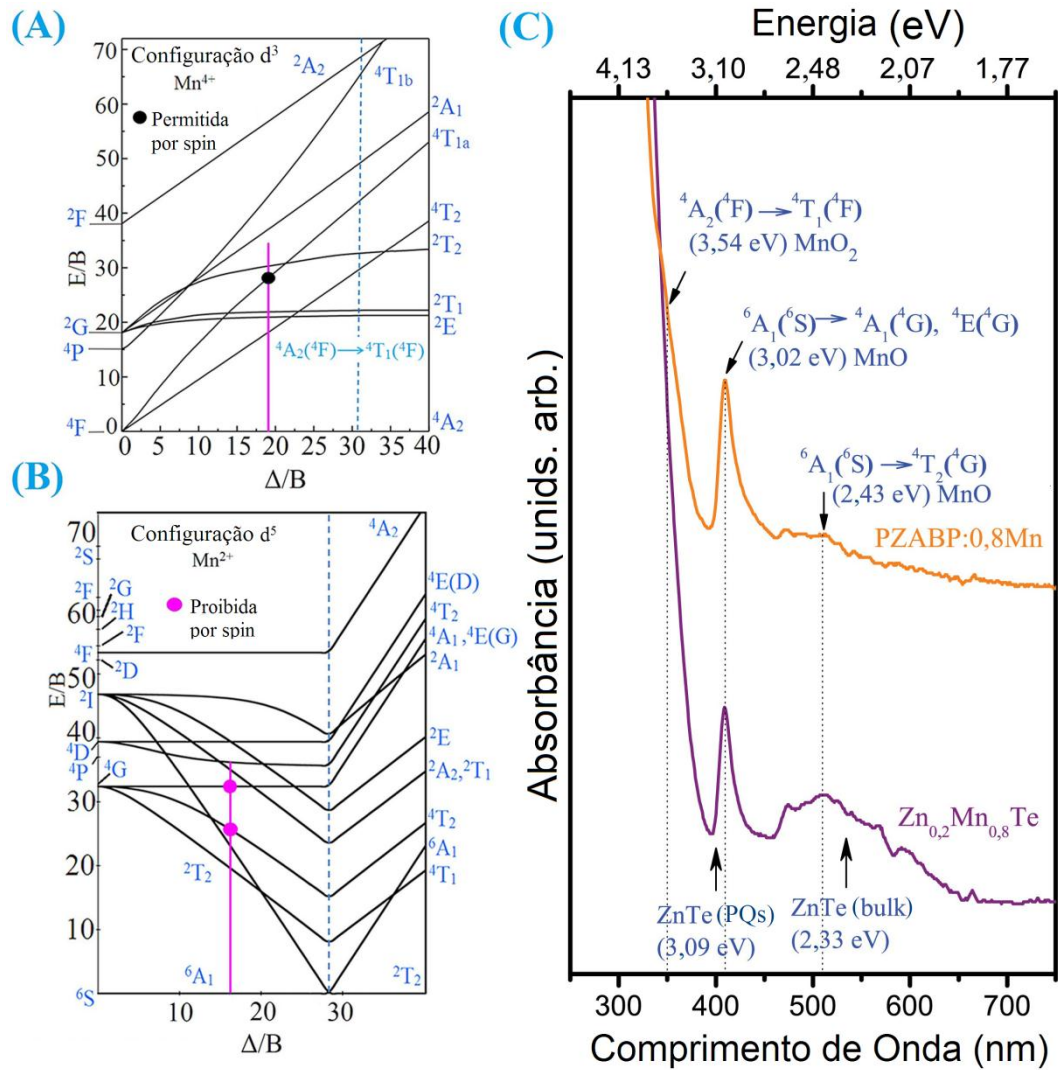 (A)
Configuração d³
Mn⁴⁺
Permitida
por spin
²A₂
⁴T₁b
²A₁
⁴T₁a
⁴T₂
²T₂
²T₁
²E
⁴A₂
⁴A₂(⁴F)→⁴T₁(⁴F)
70
60
50
40
30
20
10
0
²F
²G
⁴P
⁴F
E/B
0 5 10 15 20 25 30 35 40
Δ/B
(B)
Configuração d⁵
Mn²⁺
Proibida
por spin
70
60
50
40
30
20
10
E/B
²S
²F
²G
²H
²F
⁴F
²D
²I
⁴D
⁴P
⁴G
⁶S
⁴A₂
⁴E(D)
⁴T₂
⁴A₁,⁴E(G)
²A₁
²E
²A₂,²T₁
⁴T₂
⁶A₁
⁴T₁
²T₂
⁶A₁
²T₂
10 20 30
Δ/B
(C)
Energia (eV)
4,13 3,10 2,48 2,07 1,77
⁴A₂(⁴F)→⁴T₁(⁴F)
(3,54 eV) MnO₂
⁶A₁(⁶S)→⁴A₁(⁴G), ⁴E(⁴G)
(3,02 eV) MnO
⁶A₁(⁶S)→⁴T₂(⁴G)
(2,43 eV) MnO
PZABP:0,8Mn
Zn₀,₂Mn₀,₈Te
ZnTe (PQs)
(3,09 eV)
ZnTe (bulk)
(2,33 eV)
Absorbância (unids. arb.)
300 400 500 600 700
Comprimento de Onda (nm)